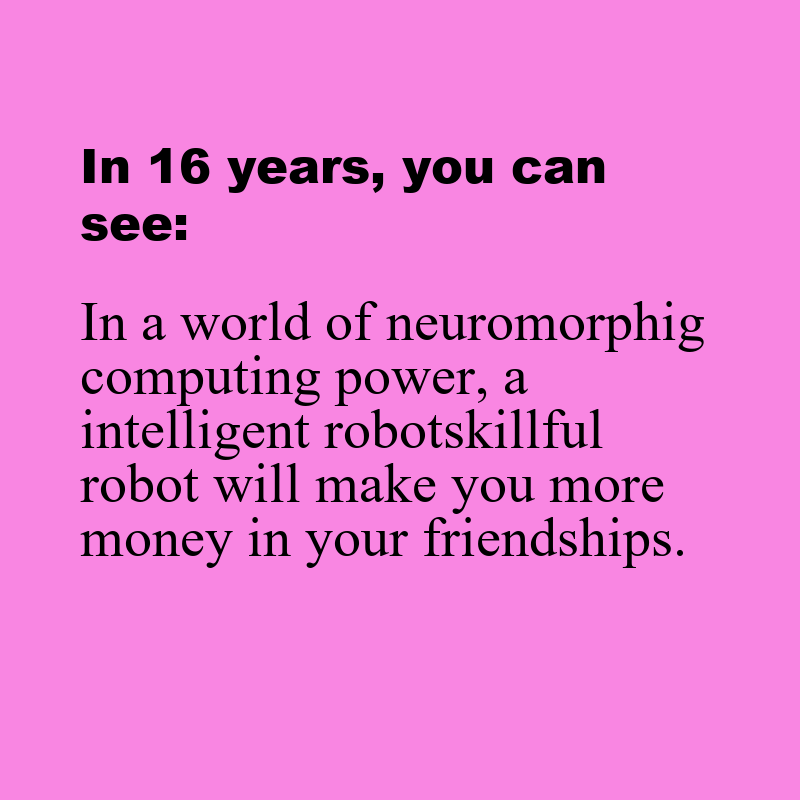 In 16 years, you can
see:
In a world of neuromorphig
computing power, a
intelligent robotskillful
robot will make you more
money in your friendships.